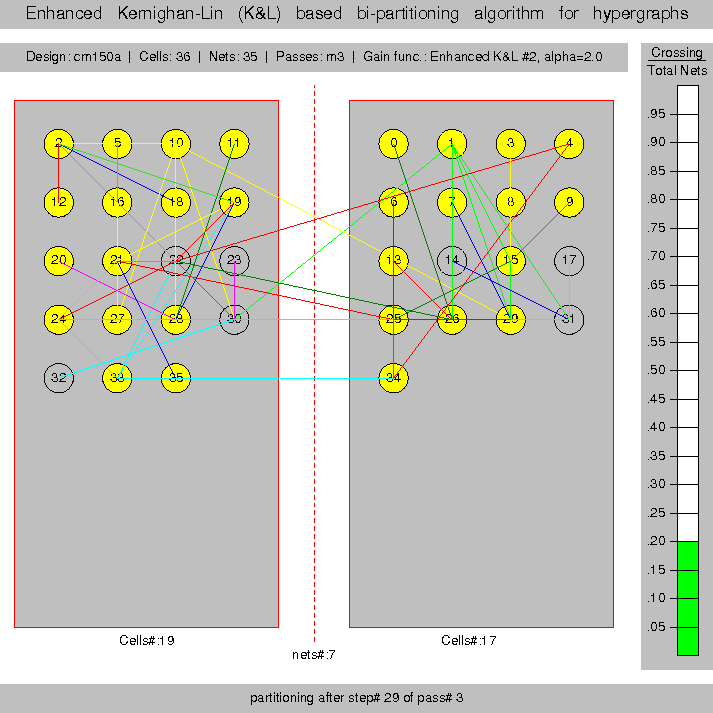 Enhanced Kernighan-Lin (K&L) based bi-partitioning algorithm for hypergraphs
Design: cm150a | Cells: 36 | Nets: 35 | Passes: m3 | Gain func.: Enhanced K&L #2, alpha=2.0
Crossing
Total Nets
2 5 10 11 0 1 3 4
12 16 18 19 6 7 8 9
20 21 22 23 13 14 15 17
24 27 28 30 25 26 29 31
32 33 35 34
.95
.90
.85
.80
.75
.70
.65
.60
.55
.50
.45
.40
.35
.30
.25
.20
.15
.10
.05
Cells#:19
Cells#:17
nets#:7
partitioning after step# 29 of pass# 3